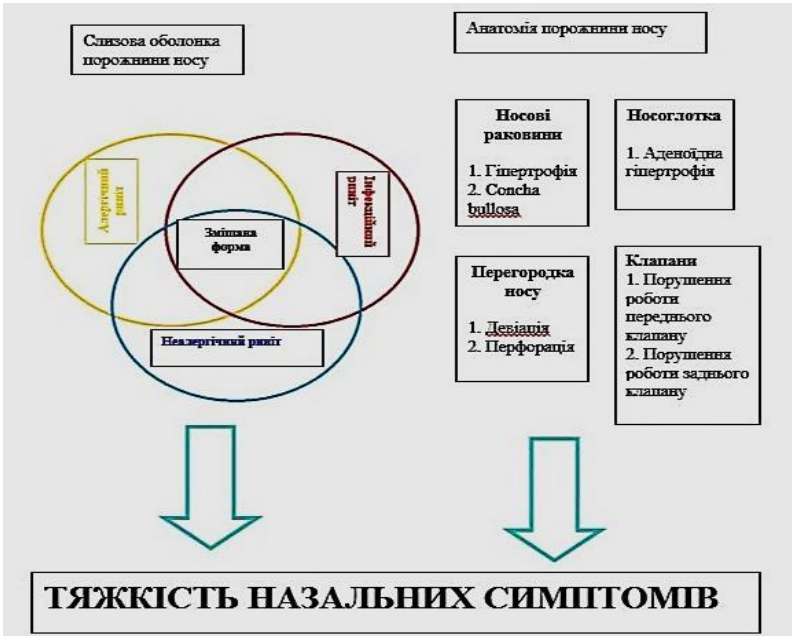 Слизова оболонка
порожнини носу
Алергічний
риніт
Інфекційний
риніт
Змішана
форма
Неалергічний риніт
Анатомія порожнини носу
Носові
раковини
1. Гіпертрофія
2. Concha
bullosa
Носоглотка
1. Аденоїдна
гіпертрофія
Перегородка
носу
1. Девіація
2. Перфорація
Клапани
1. Порушення
роботи
переднього
клапану
2. Порушення
роботи заднього
клапану
ТЯЖКІСТЬ НАЗАЛЬНИХ СИМПТОМІВ